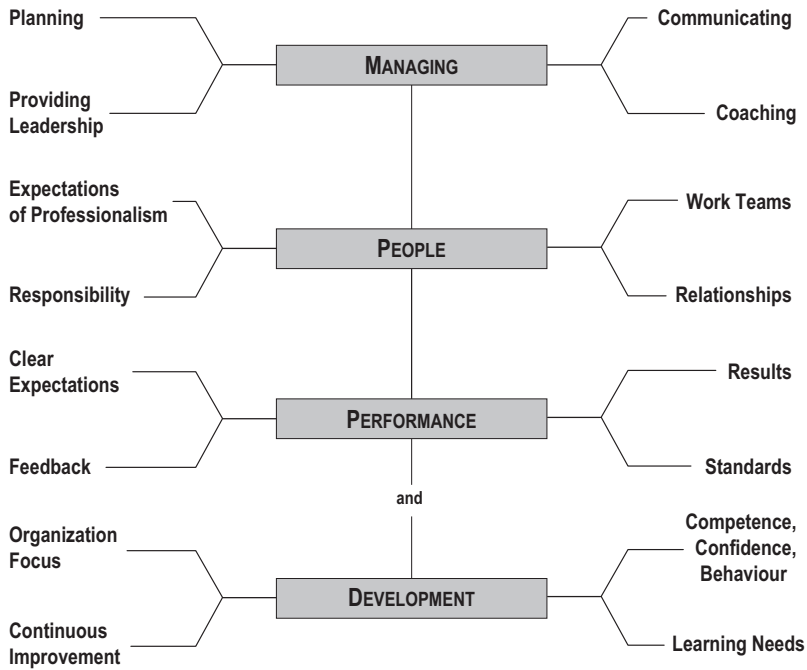 Planning
Communicating
MANAGING
Providing
Leadership
Coaching
Expectations
of Professionalism
Work Teams
PEOPLE
Responsibility
Relationships
Clear
Expectations
Results
PERFORMANCE
Feedback
Standards
and
Organization
Focus
Competence,
Confidence,
Behaviour
DEVELOPMENT
Continuous
Improvement
Learning Needs